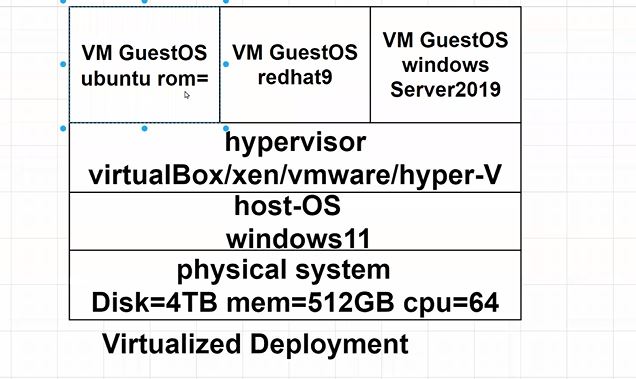 VM GuestOS
ubuntu rom=
VM GuestOS
redhat9
VM GuestOS
windows
Server2019
hypervisor
virtualBox/xen/vmware/hyper-V
host-OS
windows11
physical system
Disk=4TB mem=512GB cpu=64
Virtualized Deployment